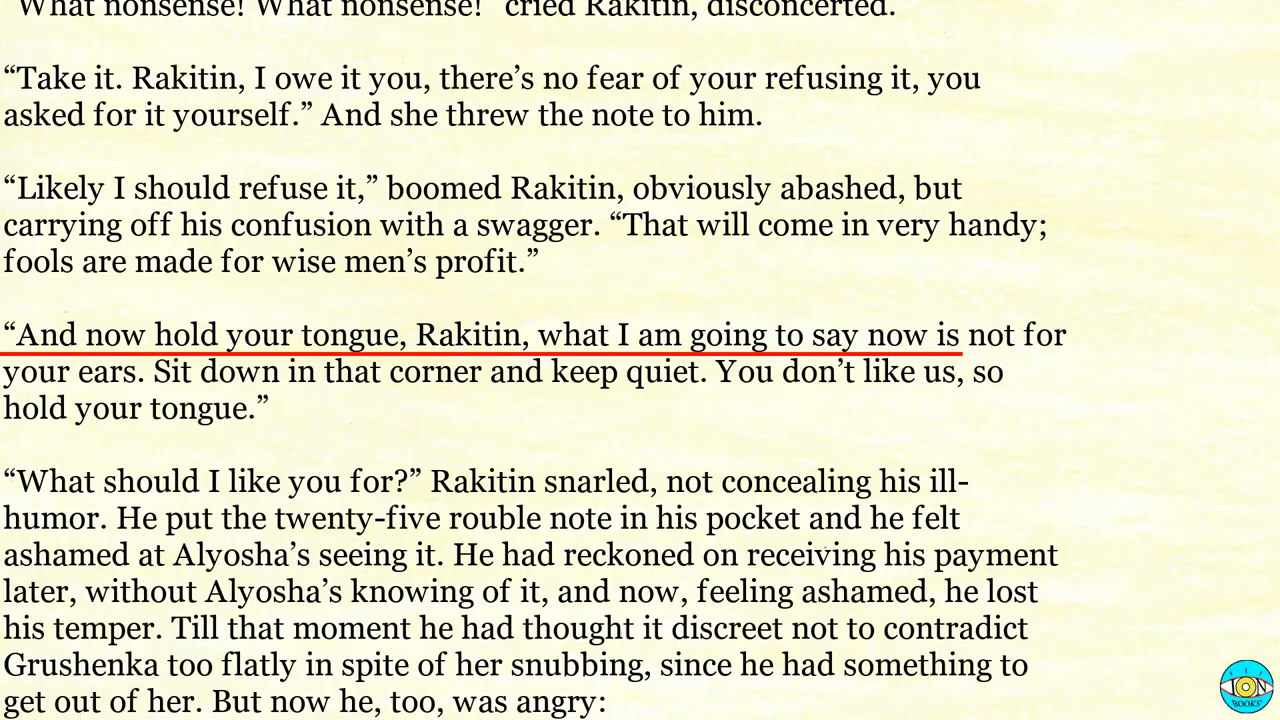 “What nonsense! What nonsense!” cried Rakitin, disconcerted.
“Take it. Rakitin, I owe it you, there’s no fear of your refusing it, you
asked for it yourself.” And she threw the note to him.
“Likely I should refuse it,” boomed Rakitin, obviously abashed, but
carrying off his confusion with a swagger. “That will come in very handy;
fools are made for wise men’s profit.”
“And now hold your tongue, Rakitin, what I am going to say now is not for
your ears. Sit down in that corner and keep quiet. You don’t like us, so
hold your tongue.”
“What should I like you for?” Rakitin snarled, not concealing his ill-
humor. He put the twenty-five rouble note in his pocket and he felt
ashamed at Alyosha’s seeing it. He had reckoned on receiving his payment
later, without Alyosha’s knowing of it, and now, feeling ashamed, he lost
his temper. Till that moment he had thought it discreet not to contradict
Grushenka too flatly in spite of her snubbing, since he had something to
get out of her. But now he, too, was angry:
ION
BOOKS